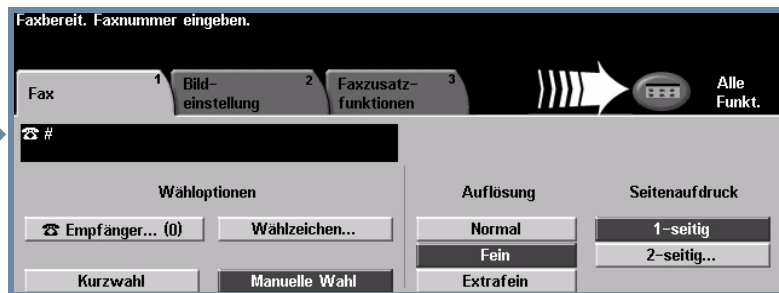 Faxbereit. Faxnummer eingeben.
Fax 1
Bild- 2
einstellung
Faxzusatz- 3
funktionen
Alle
Funkt.
☎ #
Wähloptionen
Auflösung
Seitenaufdruck
☎ Empfänger... (0)
Wählzeichen...
Normal
1-seitig
Fein
2-seitig...
Kurzwahl
Manuelle Wahl
Extrafein